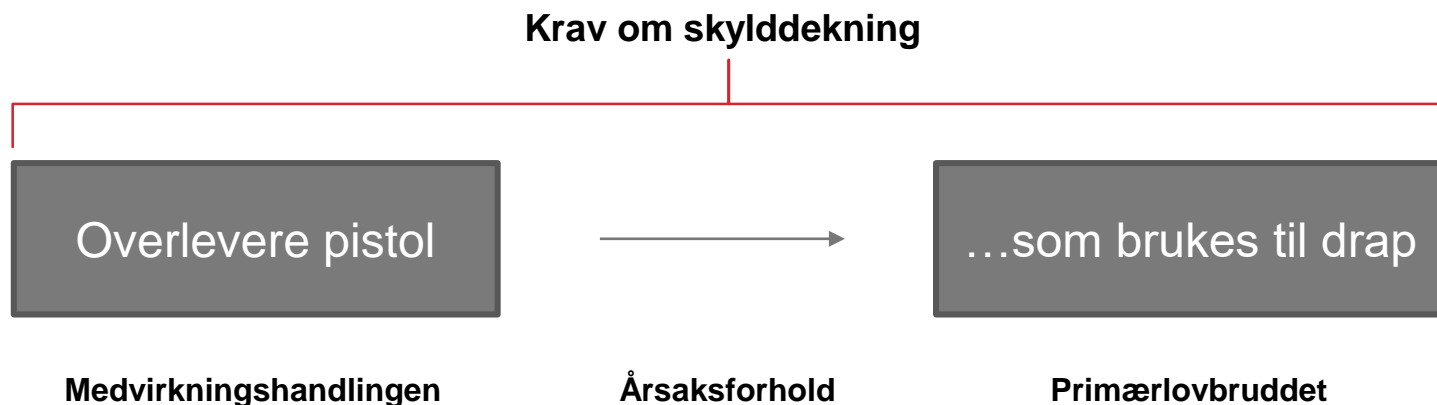 Krav om skylddekning
Overlevere pistol
…som brukes til drap
Medvirkningshandlingen
Årsaksforhold
Primærlovbruddet